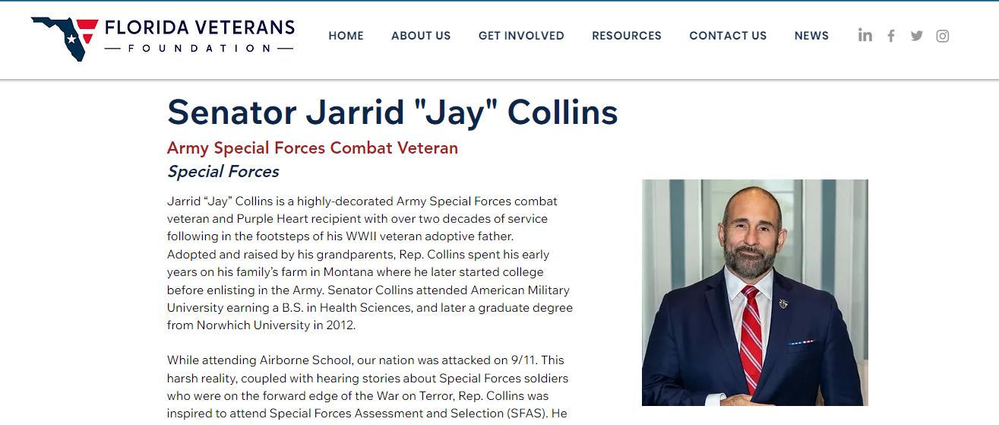 FLORIDA VETERANS
FOUNDATION
HOME ABOUT US GET INVOLVED RESOURCES CONTACT US NEWS
Senator Jarrid "Jay" Collins
Army Special Forces Combat Veteran
Special Forces
Jarrid “Jay” Collins is a highly-decorated Army Special Forces combat
veteran and Purple Heart recipient with over two decades of service
following in the footsteps of his WWII veteran adoptive father.
Adopted and raised by his grandparents, Rep. Collins spent his early
years on his family’s farm in Montana where he later started college
before enlisting in the Army. Senator Collins attended American Military
University earning a B.S. in Health Sciences, and later a graduate degree
from Norwhich University in 2012.
While attending Airborne School, our nation was attacked on 9/11. This
harsh reality, coupled with hearing stories about Special Forces soldiers
who were on the forward edge of the War on Terror, Rep. Collins was
inspired to attend Special Forces Assessment and Selection (SFAS). He